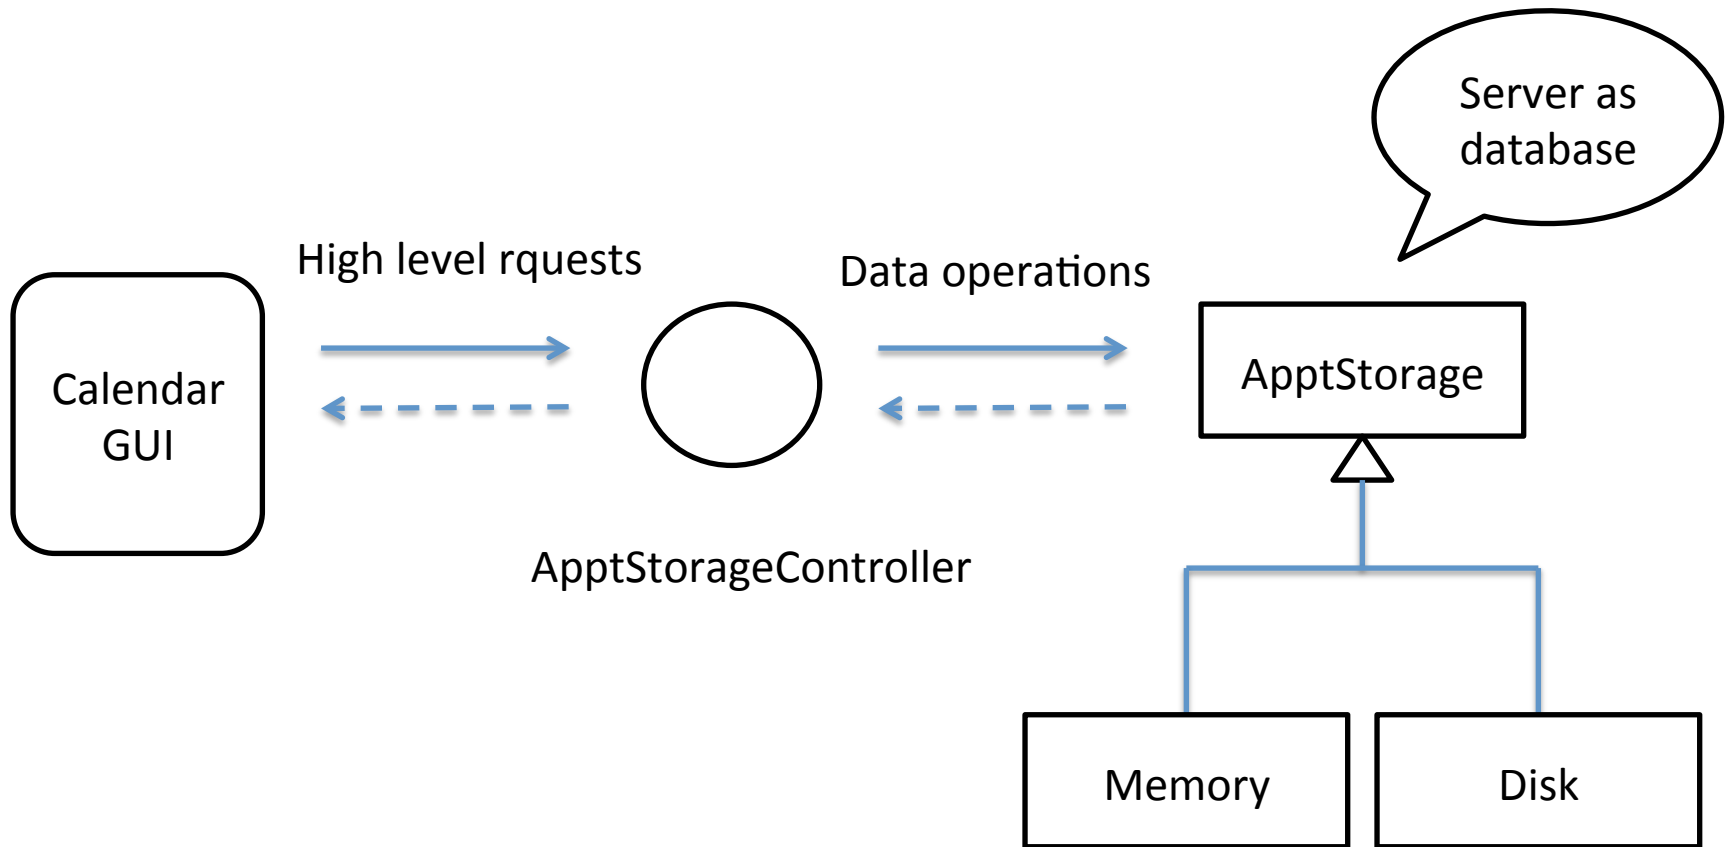 Server as
database
High level rquests
Data operations
Calendar
GUI
ApptStorage
ApptStorageController
Memory
Disk